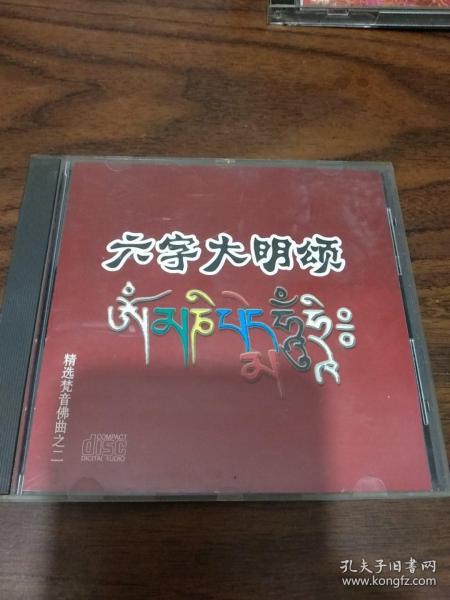 六字大明颂
ཨོཾ་མ་ཎི་པདྨེ་ཧཱུྃ་ཧྲཱིཿ
精选梵音佛曲之二
COMPACT
disc
DIGITAL AUDIO
孔夫子旧书网
www.kongfz.com